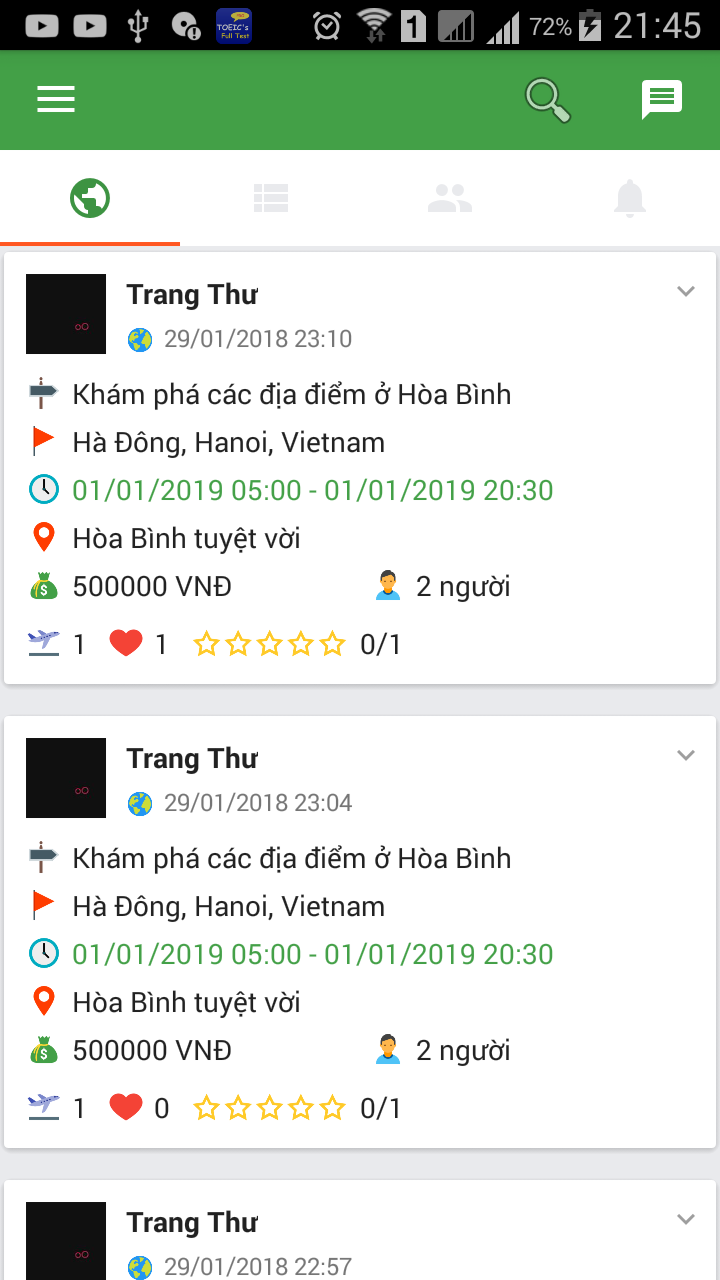 TOEIC's
Full Test
1 72% 21:45
Trang Thư
29/01/2018 23:10
Khám phá các địa điểm ở Hòa Bình
Hà Đông, Hanoi, Vietnam
01/01/2019 05:00 - 01/01/2019 20:30
Hòa Bình tuyệt vời
500000 VNĐ 2 người
1 1 0/1
Trang Thư
29/01/2018 23:04
Khám phá các địa điểm ở Hòa Bình
Hà Đông, Hanoi, Vietnam
01/01/2019 05:00 - 01/01/2019 20:30
Hòa Bình tuyệt vời
500000 VNĐ 2 người
1 0 0/1
Trang Thư
29/01/2018 22:57